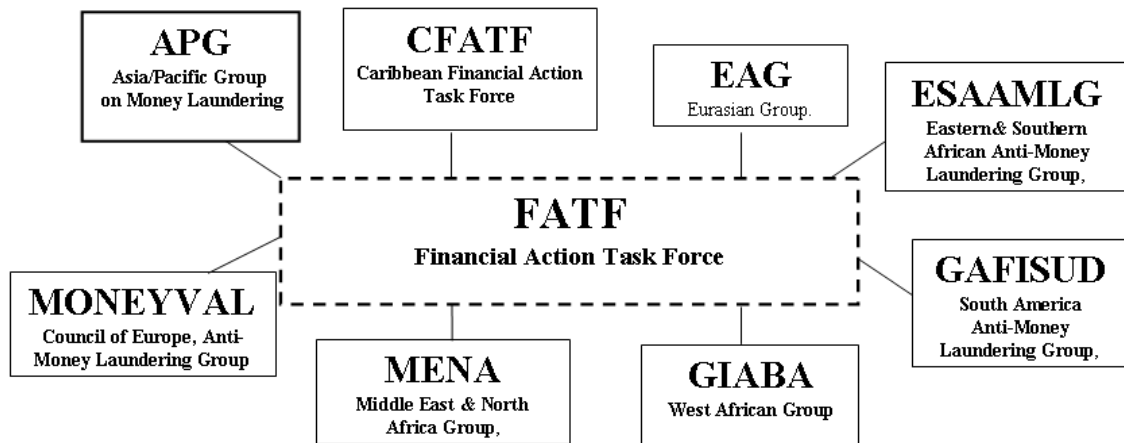 APG
Asia/Pacific Group
on Money Laundering
CFATF
Caribbean Financial Action
Task Force
EAG
Eurasian Group.
ESAAMLG
Eastern& Southern
African Anti-Money
Laundering Group,
FATF
Financial Action Task Force
MONEYVAL
Council of Europe, Anti-
Money Laundering Group
GAFISUD
South America
Anti-Money
Laundering Group,
MENA
Middle East & North
Africa Group,
GIABA
West African Group